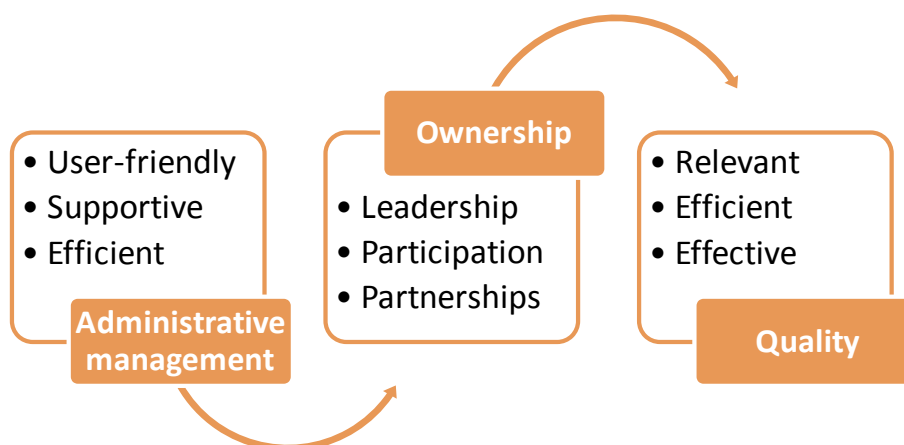 • User-friendly
• Supportive
• Efficient
Administrative
management
Ownership
• Leadership
• Participation
• Partnerships
• Relevant
• Efficient
• Effective
Quality